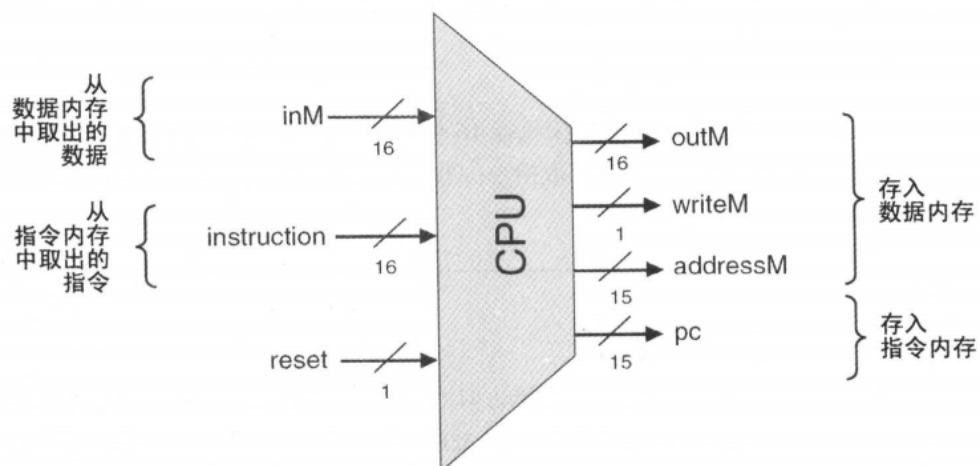 从
数据内存
中取出的
数据
inM
16
从
指令内存
中取出的
指令
instruction
16
reset
1
CPU
outM
16
writeM
1
addressM
15
pc
15
存入
数据内存
存入
指令内存